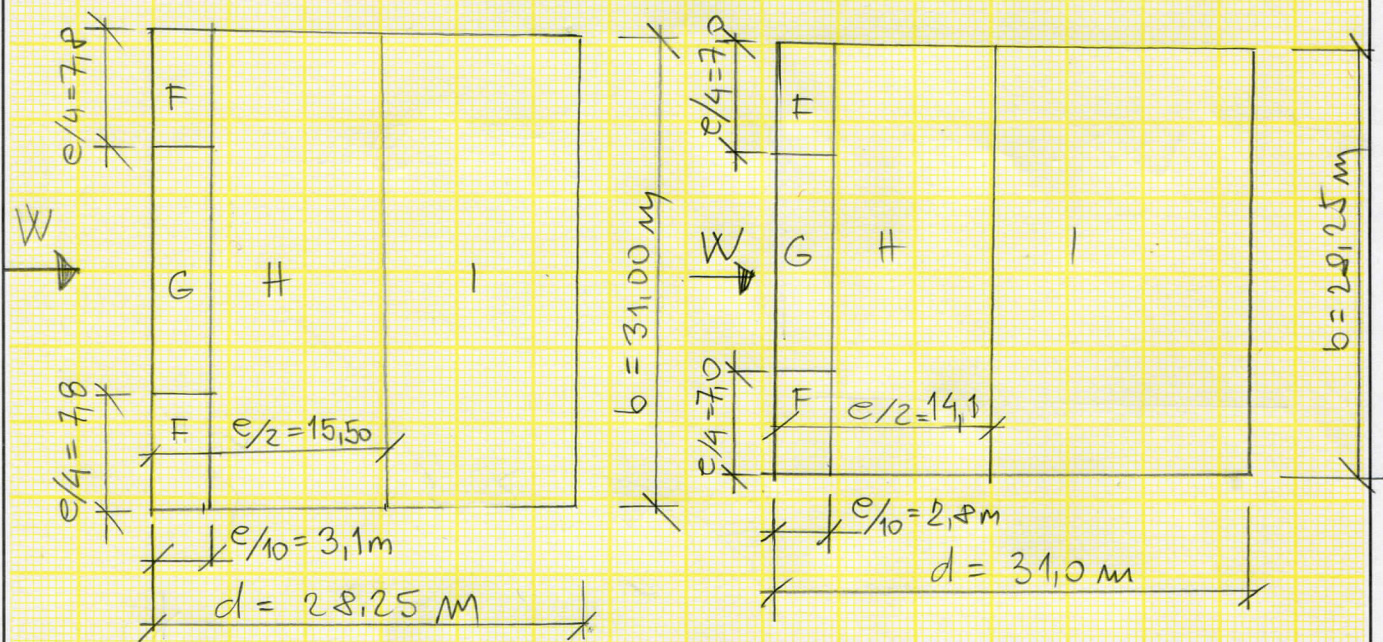 e/4=7,8
F
W
G
H
I
e/4=7,8
F
e/2=15,50
e/10=3,1m
d = 28,25 m
b = 31,00 m
e/4=7,0
F
W
G
H
I
e/4=7,0
F
e/2=14,1
e/10=2,8m
d = 31,0 m
b = 28,25 m